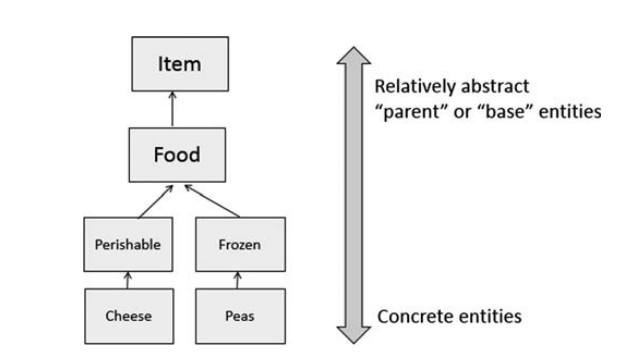 Item
Relatively abstract
“parent” or “base” entities
Food
Perishable
Frozen
Cheese
Peas
Concrete entities